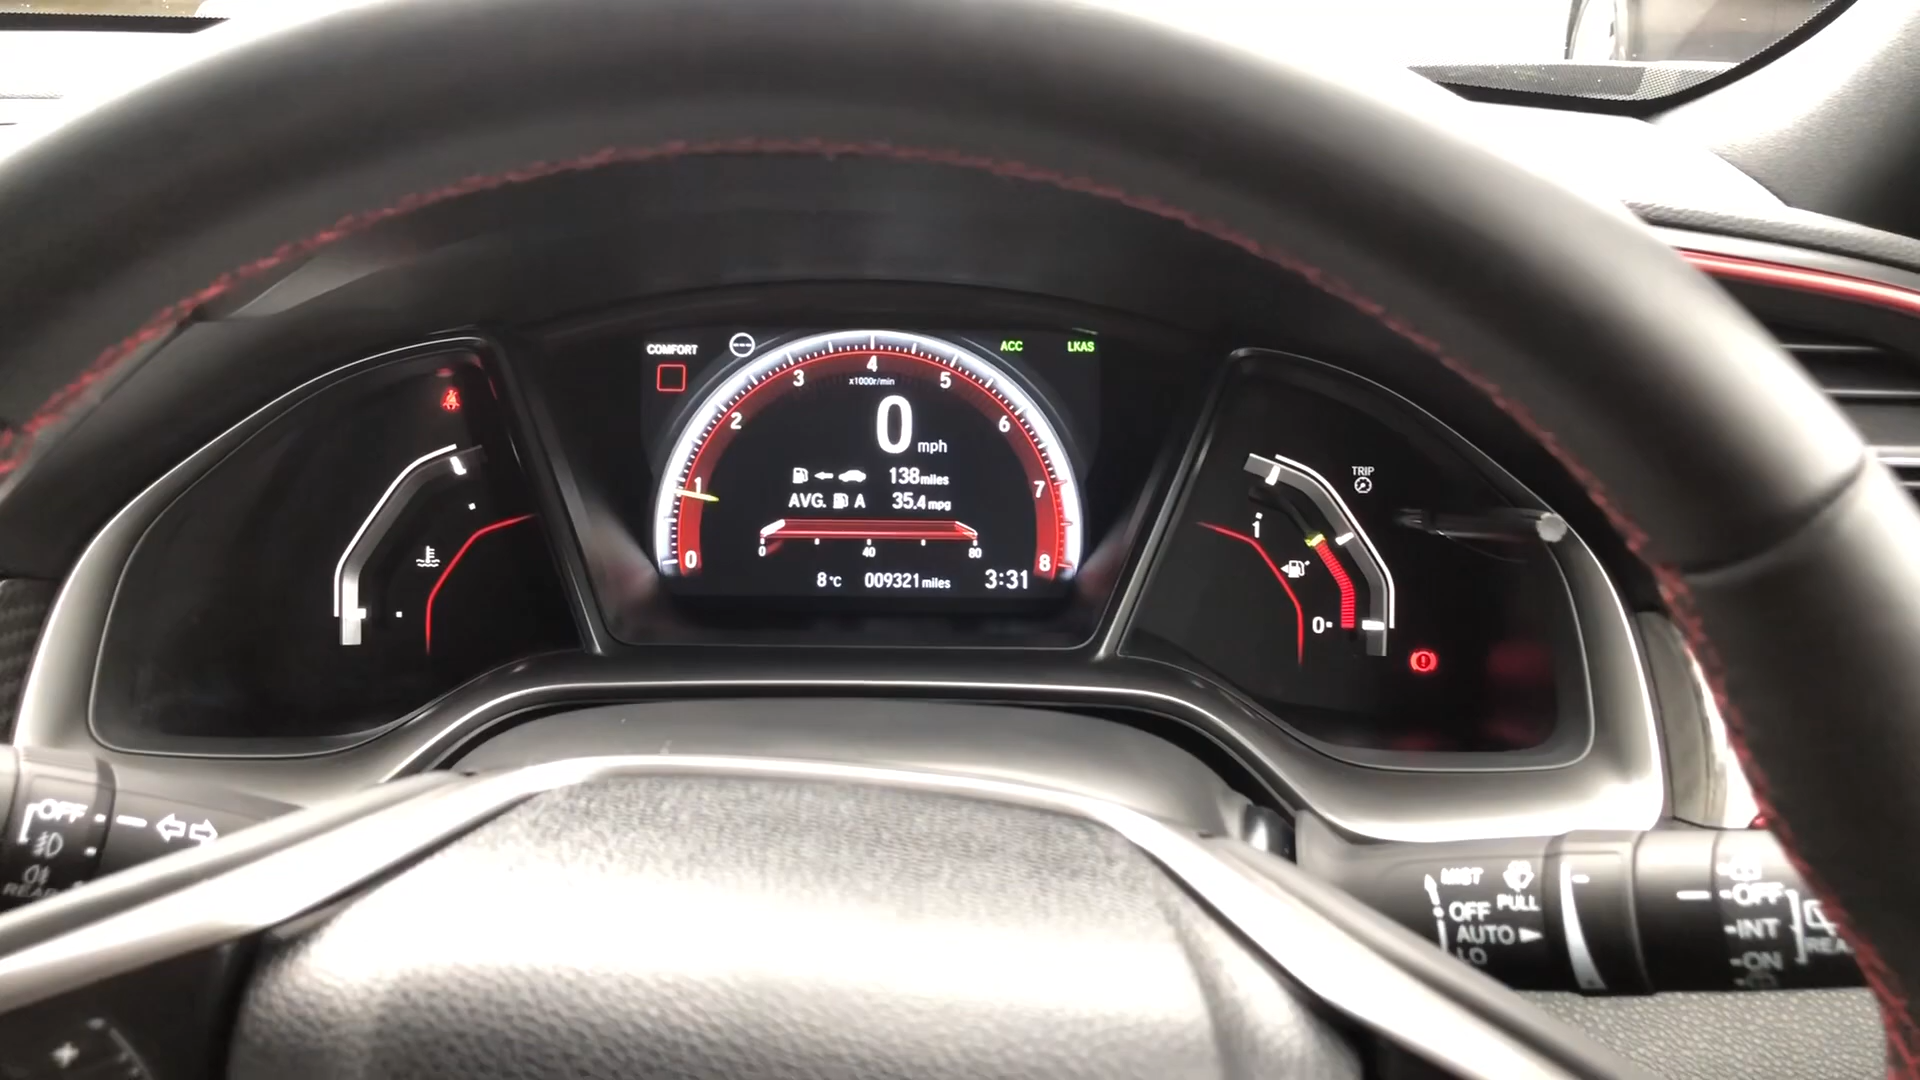 COMFORT
ACC LKAS
0 1 2 3 4 5 6 7 8
x1000r/min
0 mph
138 miles
AVG. A 35.4 mpg
0 40 80
8°C 009321 miles 3:31
TRIP
1
0
OFF
REAR
MIST
OFF PULL
AUTO
LO
OFF
INT
ON